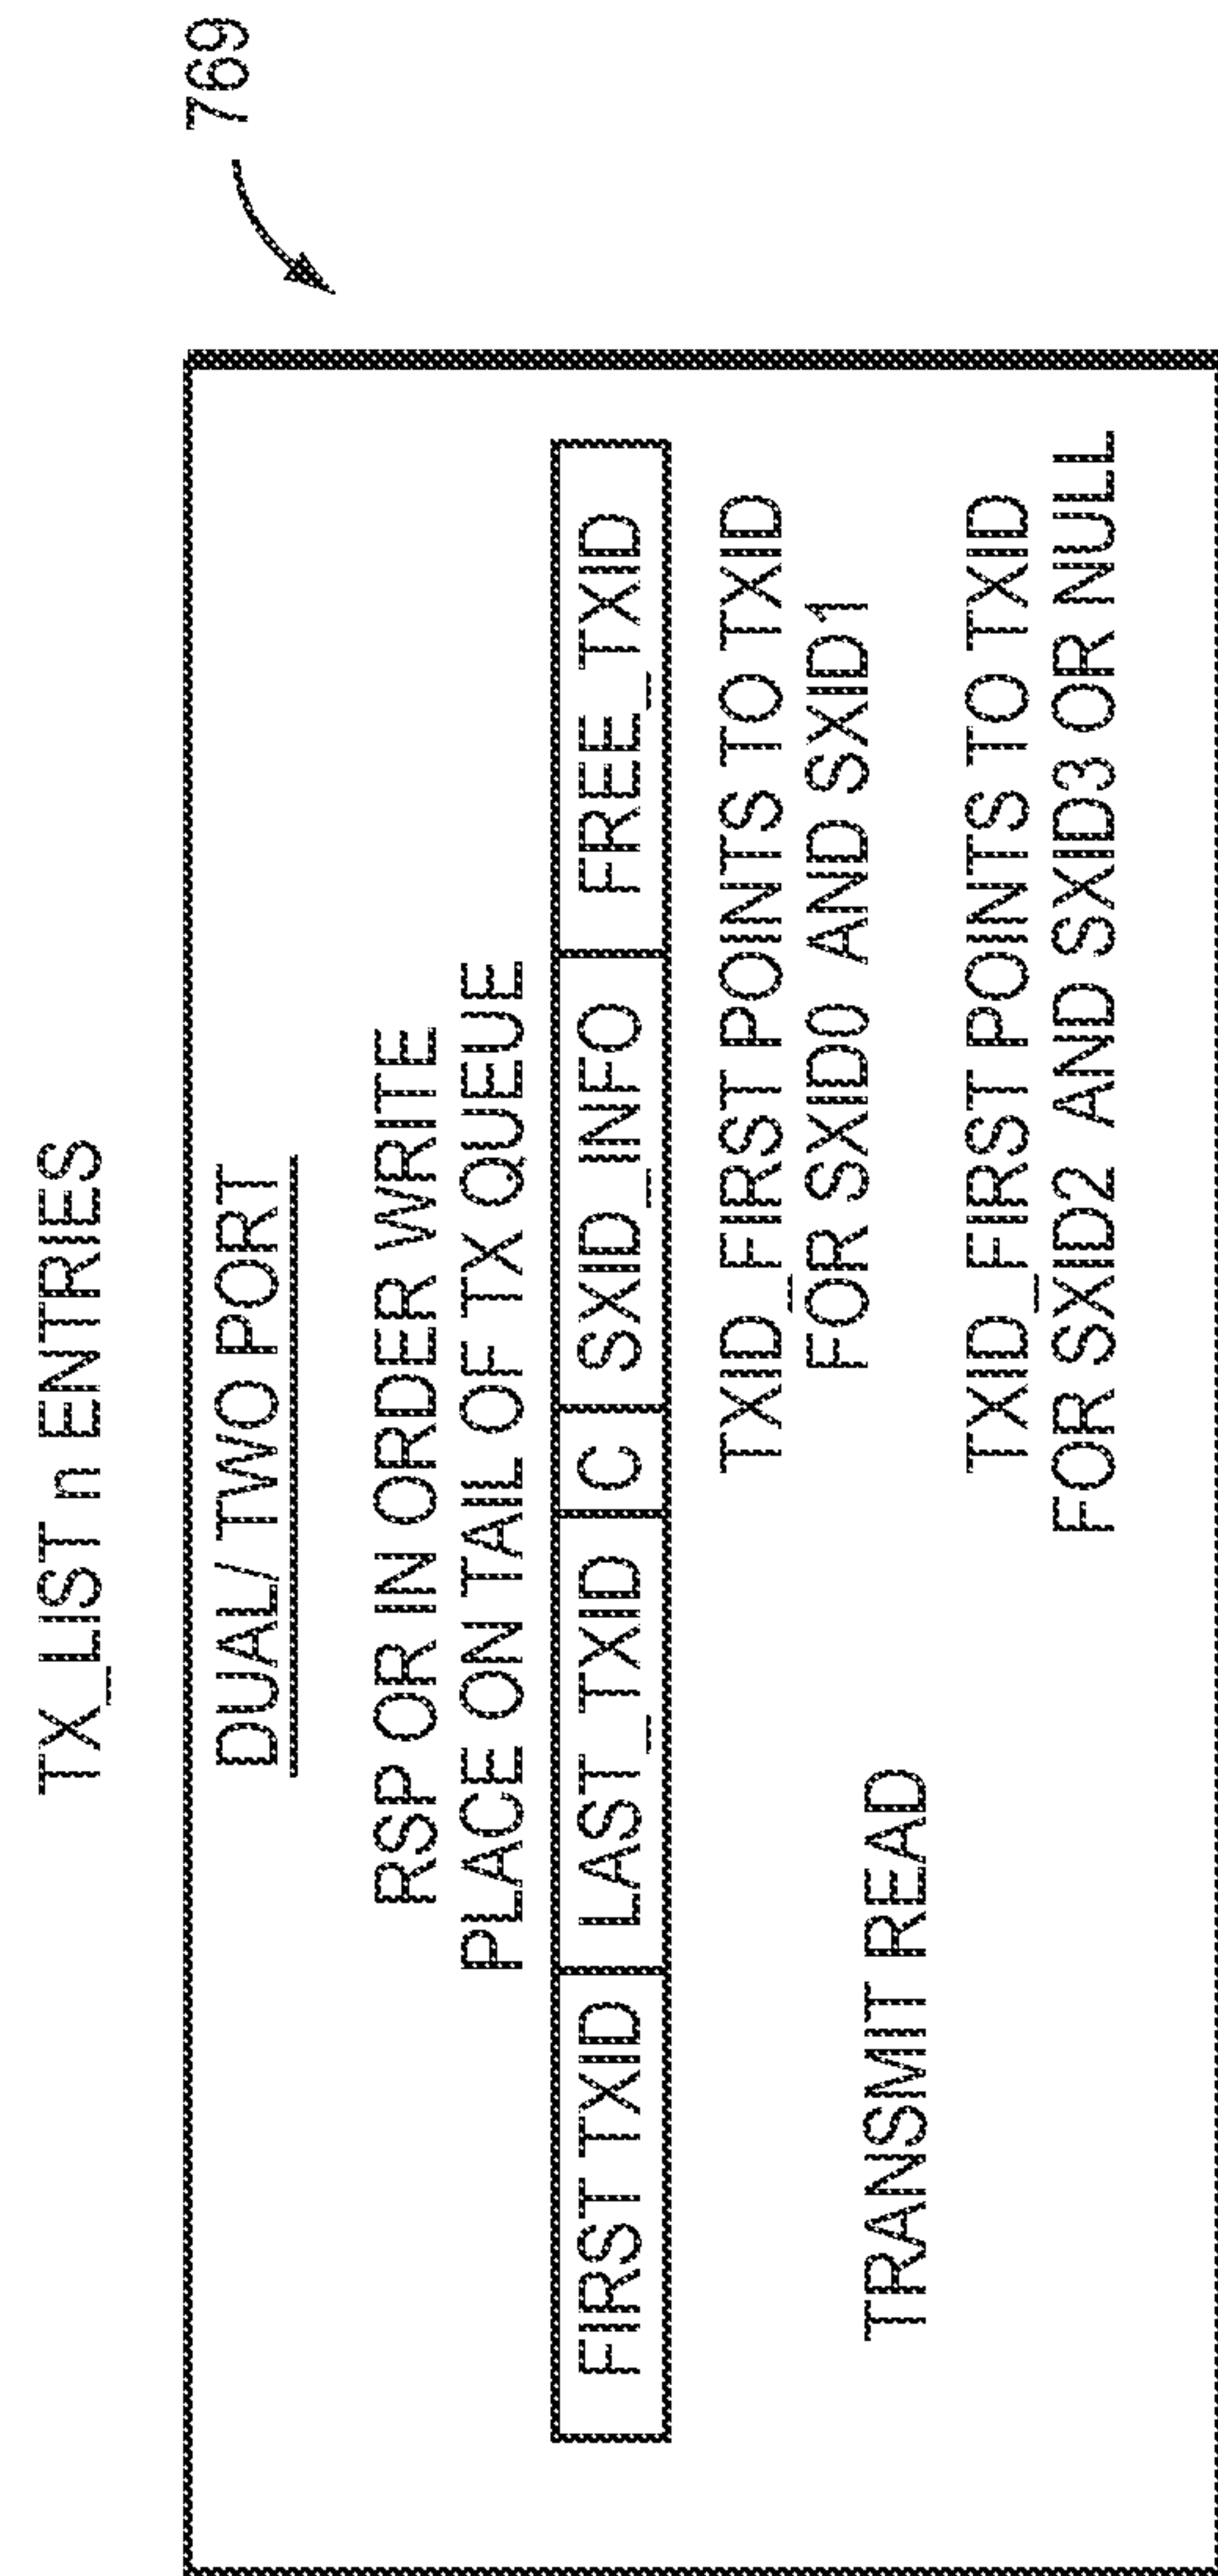 TX_LIST n ENTRIES
769
DUAL/ TWO PORT
RSP OR IN ORDER WRITE
PLACE ON TAIL OF TX QUEUE
FIRST TXID LAST_TXID C SXID_INFO FREE_TXID
TXID_FIRST POINTS TO TXID
FOR SXID0 AND SXID1
TRANSMIT READ
TXID_FIRST POINTS TO TXID
FOR SXID2 AND SXID3 OR NULL